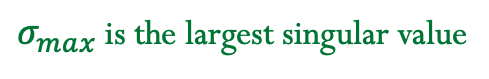 σmax is the largest singular value